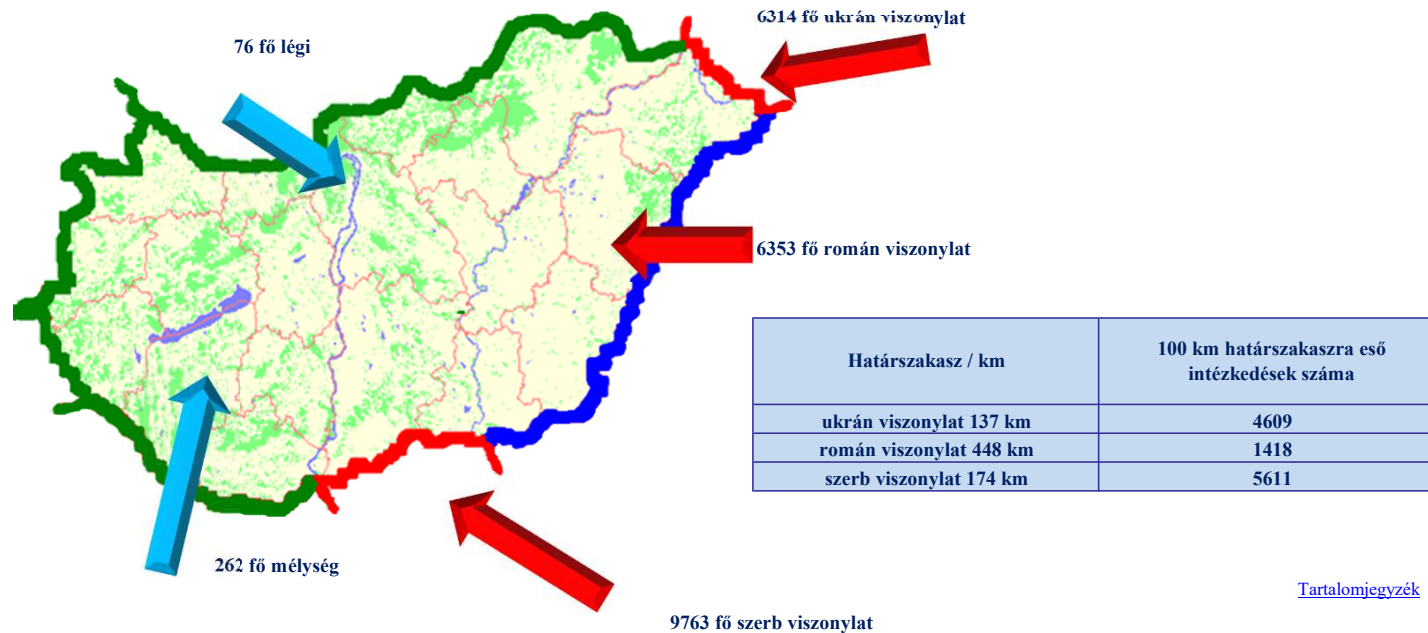 6314 fő ukrán viszonylat
76 fő légi
6353 fő román viszonylat
Határszakasz / km
100 km határszakaszra eső
intézkedések száma
ukrán viszonylat 137 km
4609
román viszonylat 448 km
1418
szerb viszonylat 174 km
5611
262 fő mélység
Tartalomjegyzék
9763 fő szerb viszonylat